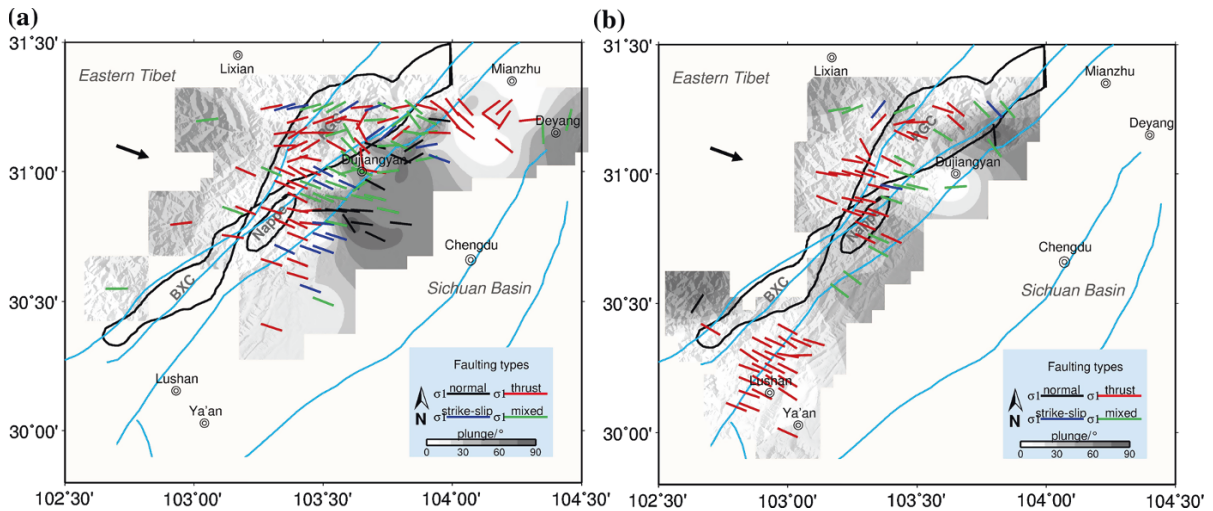 (a)
31°30'
31°00'
30°30'
30°00'
102°30'
103°00'
103°30'
104°00'
104°30'
Eastern Tibet
Lixian
Mianzhu
Deyang
Dujiangyan
Nappe
BXC
Chengdu
Sichuan Basin
Lushan
Ya'an
Faulting types
σ1 normal σ1 thrust
σ1 strike-slip σ1 mixed
N
plunge/°
0 30 60 90
(b)
31°30'
31°00'
30°30'
30°00'
102°30'
103°00'
103°30'
104°00'
104°30'
Eastern Tibet
Lixian
Mianzhu
Deyang
Dujiangyan
Nappe
BXC
Chengdu
Sichuan Basin
Lushan
Ya'an
Faulting types
σ1 normal σ1 thrust
σ1 strike-slip σ1 mixed
N
plunge/°
0 30 60 90